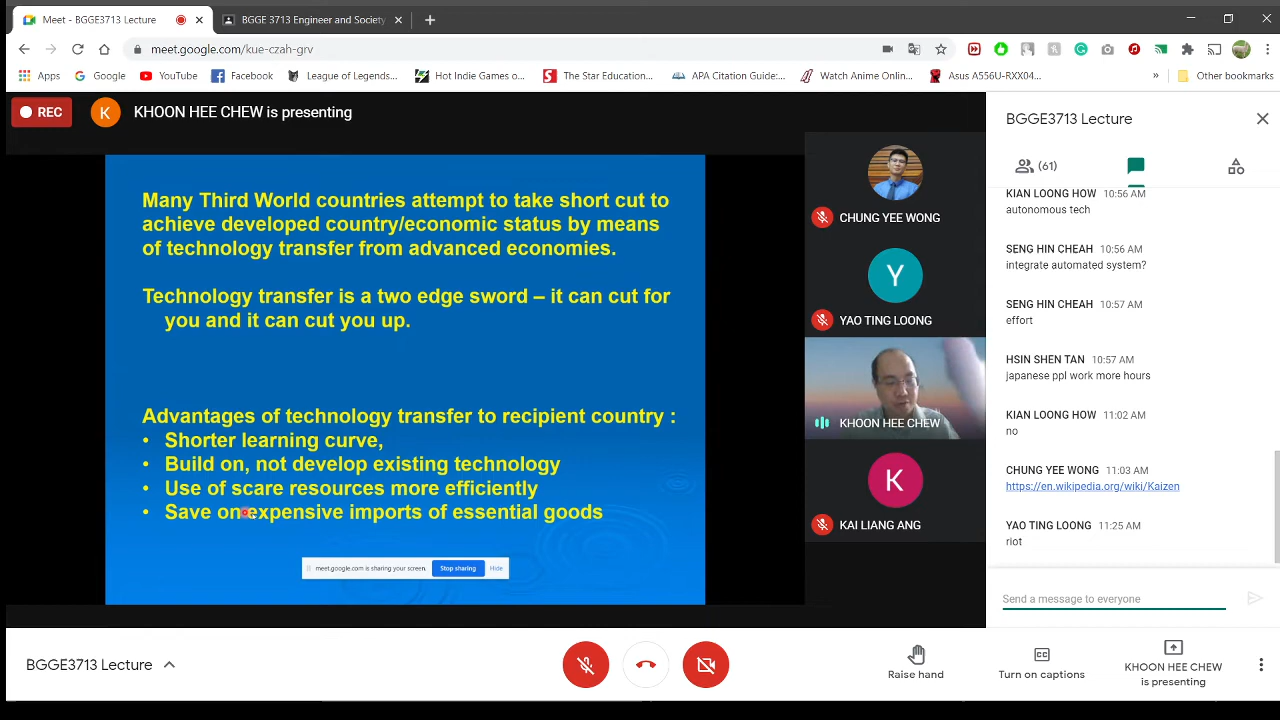 Meet - BGGE3713 Lecture
BGGE 3713 Engineer and Society
meet.google.com/kue-czah-grv
Apps
Google
YouTube
Facebook
League of Legends...
Hot Indie Games o...
The Star Education...
APA Citation Guide:...
Watch Anime Onlin...
Asus A556U-RXX04...
»
Other bookmarks
REC
K
KHOON HEE CHEW is presenting
Many Third World countries attempt to take short cut to
achieve developed country/economic status by means
of technology transfer from advanced economies.
Technology transfer is a two edge sword – it can cut for
you and it can cut you up.
Advantages of technology transfer to recipient country :
• Shorter learning curve,
• Build on, not develop existing technology
• Use of scare resources more efficiently
• Save on expensive imports of essential goods
meet.google.com is sharing your screen.
Stop sharing
Hide
CHUNG YEE WONG
Y
YAO TING LOONG
KHOON HEE CHEW
K
KAI LIANG ANG
BGGE3713 Lecture
(61)
KIAN LOONG HOW 10:56 AM
autonomous tech
SENG HIN CHEAH 10:56 AM
integrate automated system?
SENG HIN CHEAH 10:57 AM
effort
HSIN SHEN TAN 10:57 AM
japanese ppl work more hours
KIAN LOONG HOW 11:02 AM
no
CHUNG YEE WONG 11:03 AM
https://en.wikipedia.org/wiki/Kaizen
YAO TING LOONG 11:25 AM
riot
Send a message to everyone
BGGE3713 Lecture
Raise hand
CC
Turn on captions
KHOON HEE CHEW
is presenting